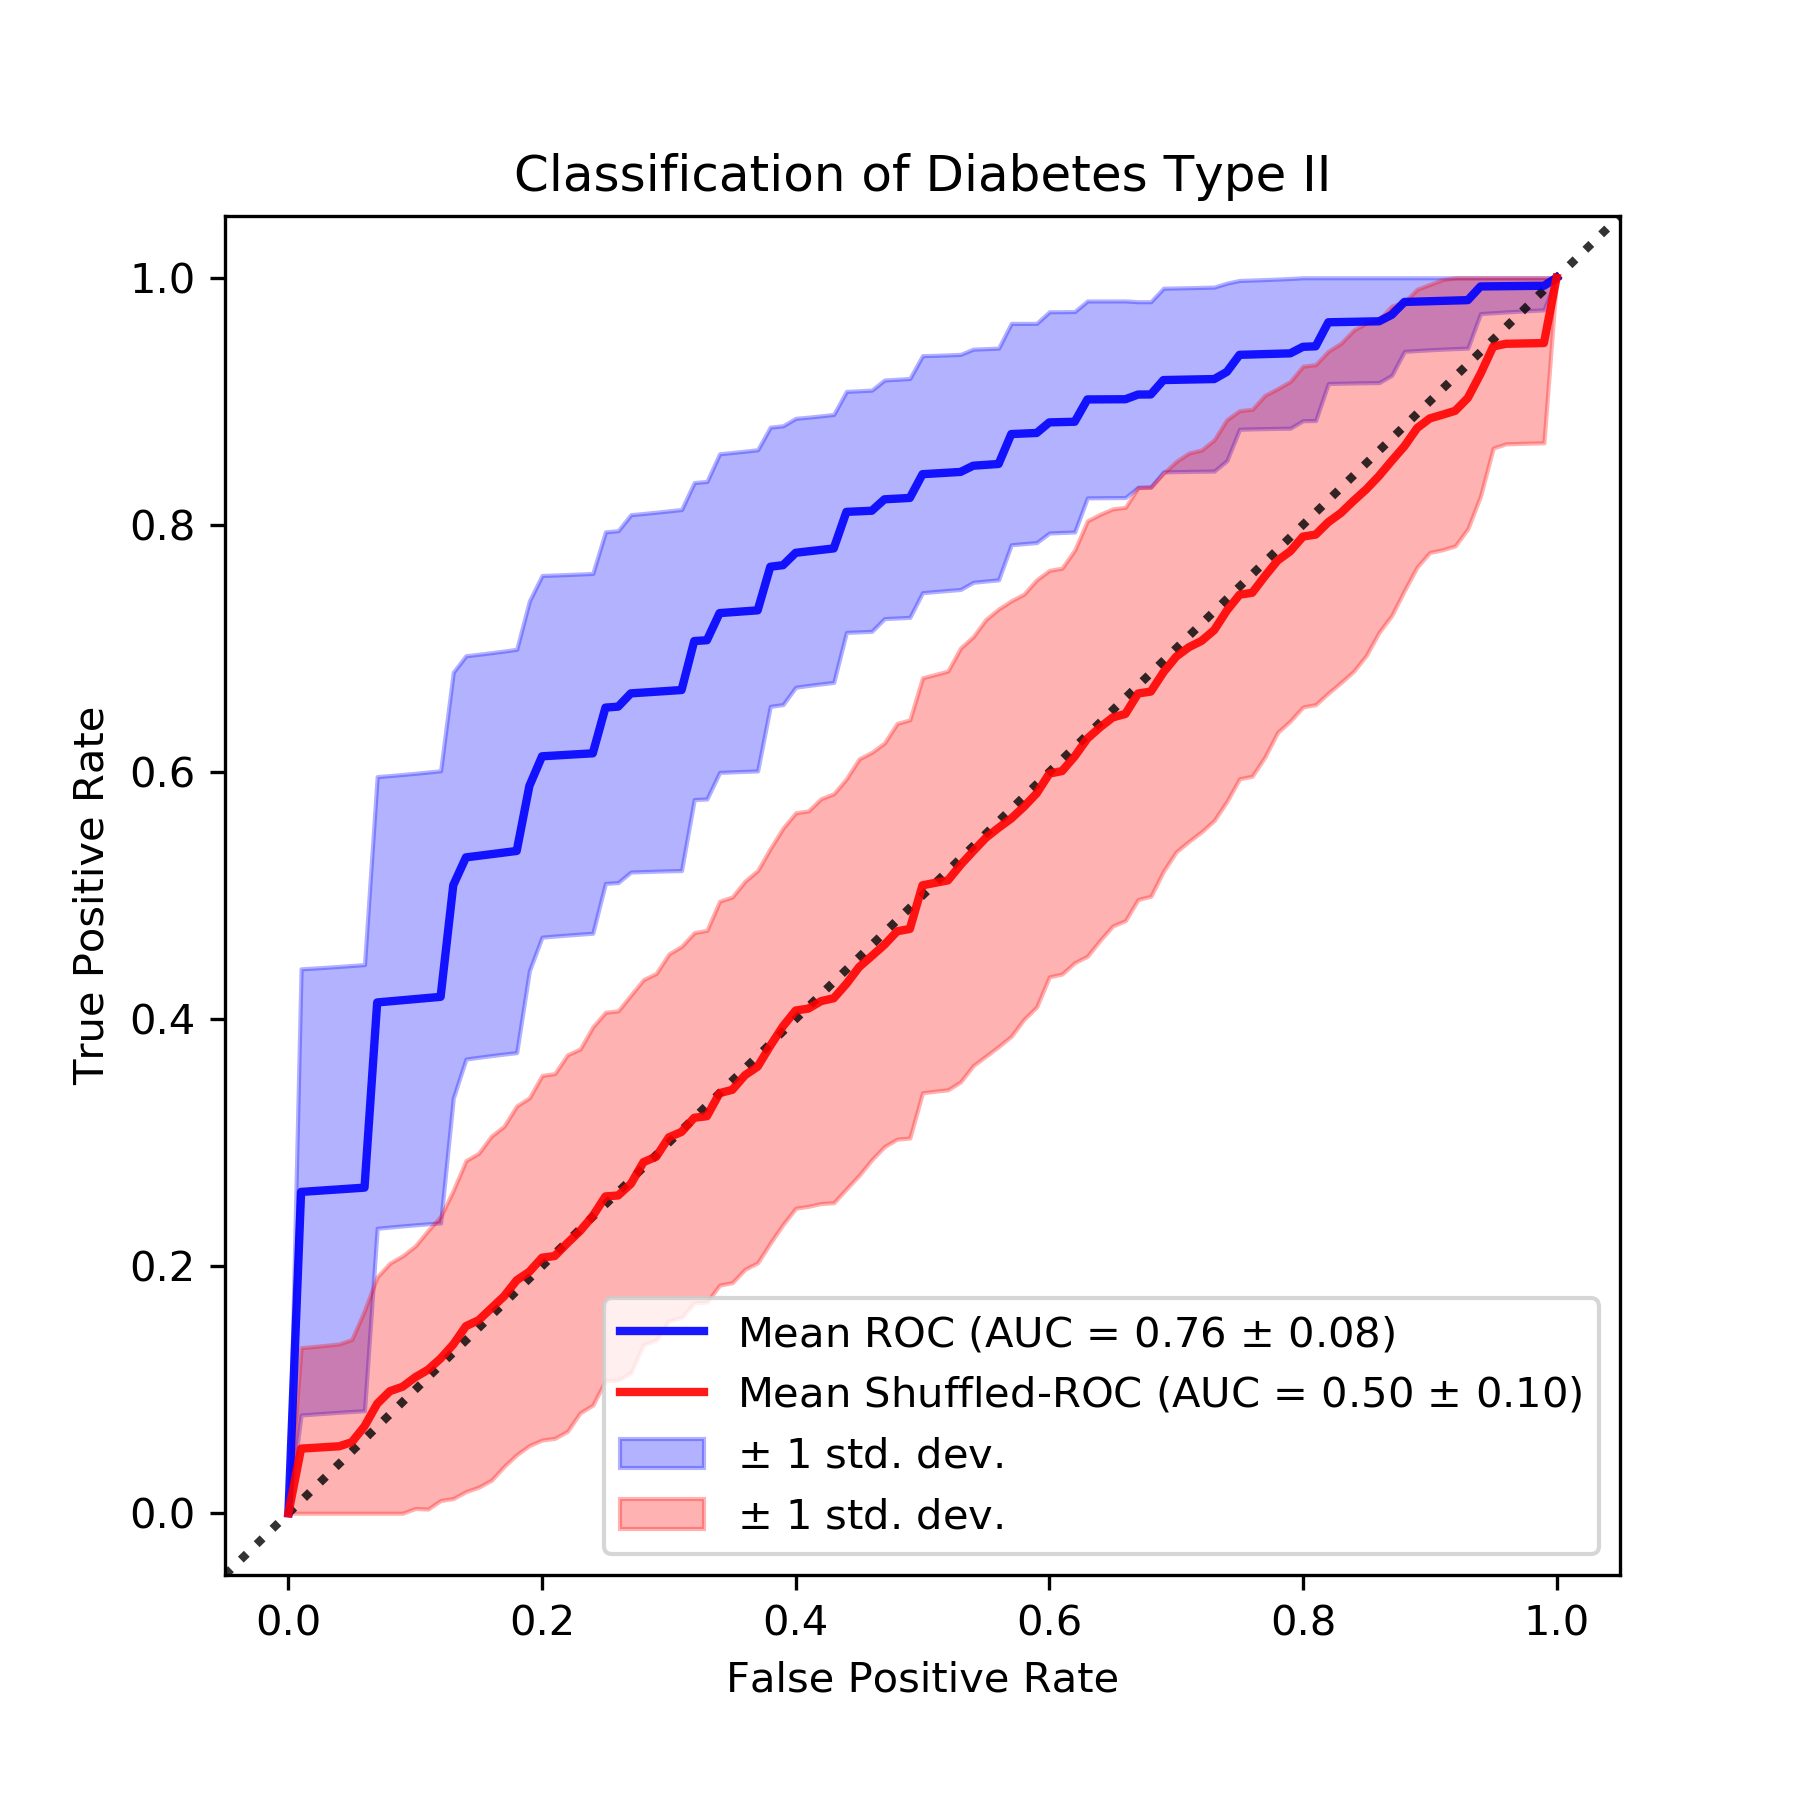 Classification of Diabetes Type II
True Positive Rate
1.0
0.8
0.6
0.4
0.2
0.0
Mean ROC (AUC = 0.76 ± 0.08)
Mean Shuffled-ROC (AUC = 0.50 ± 0.10)
± 1 std. dev.
± 1 std. dev.
0.0 0.2 0.4 0.6 0.8 1.0
False Positive Rate